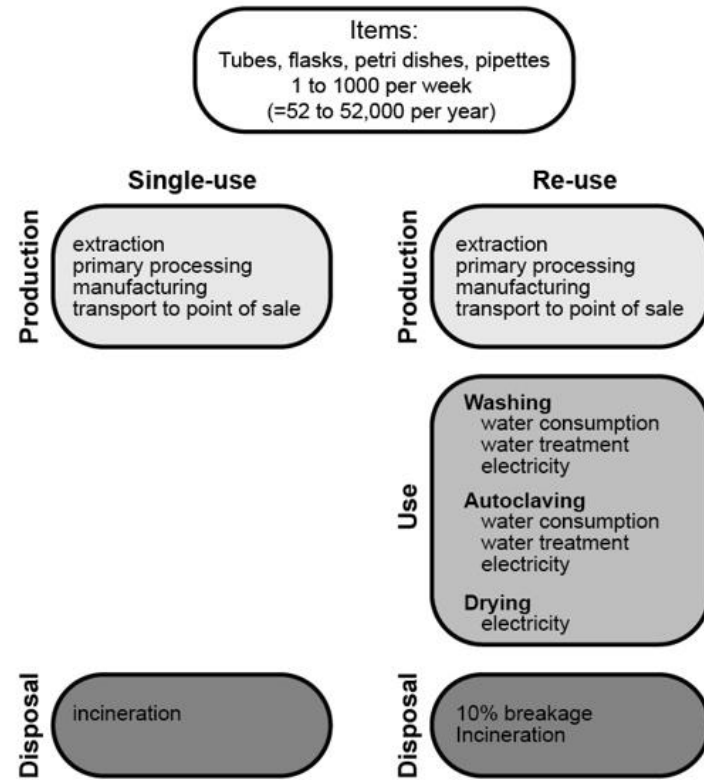 Items:
Tubes, flasks, petri dishes, pipettes
1 to 1000 per week
(=52 to 52,000 per year)
Single-use
Re-use
Production
extraction
primary processing
manufacturing
transport to point of sale
Production
extraction
primary processing
manufacturing
transport to point of sale
Use
Washing
water consumption
water treatment
electricity
Autoclaving
water consumption
water treatment
electricity
Drying
electricity
Disposal
incineration
Disposal
10% breakage
Incineration